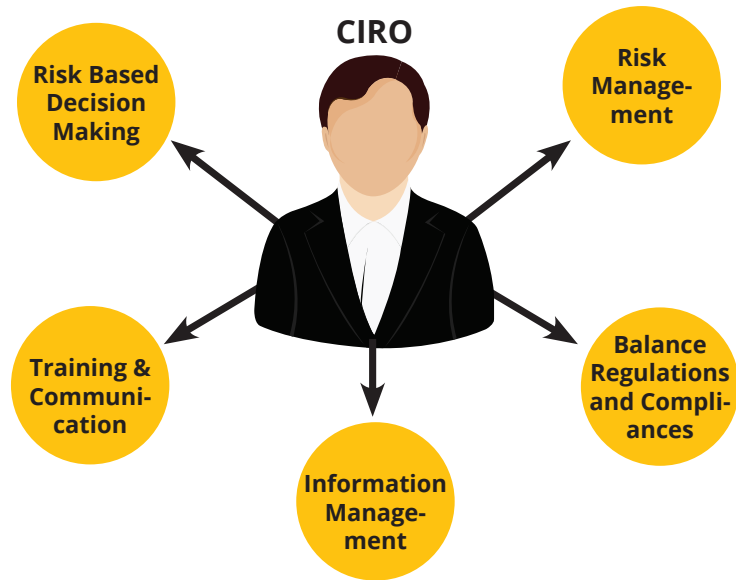 CIRO
Risk Based
Decision
Making
Risk
Manage-
ment
Training &
Communi-
cation
Balance
Regulations
and Compli-
ances
Information
Manage-
ment